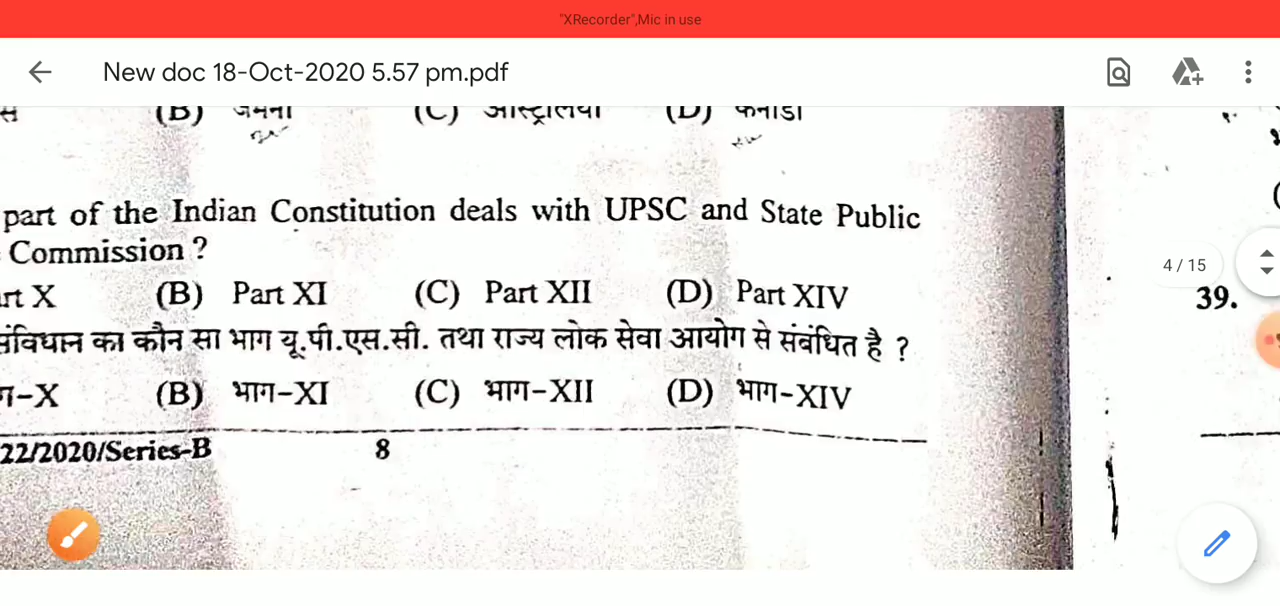 "XRecorder",Mic in use
New doc 18-Oct-2020 5.57 pm.pdf
(B) जर्मनी (C) आस्ट्रेलिया (D) कनाडा
part of the Indian Constitution deals with UPSC and State Public
Commission ?
rt X (B) Part XI (C) Part XII (D) Part XIV
संविधान का कौन सा भाग यू.पी.एस.सी. तथा राज्य लोक सेवा आयोग से संबंधित है ?
-X (B) भाग-XI (C) भाग-XII (D) भाग-XIV
22/2020/Series-B 8
4 / 15
39.